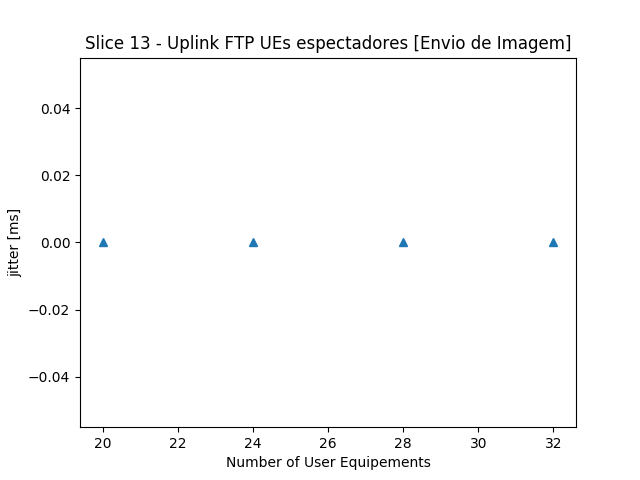 Slice 13 - Uplink FTP UEs espectadores [Envio de Imagem]
jitter [ms]
0.04
0.02
0.00
−0.02
−0.04
20 22 24 26 28 30 32
Number of User Equipements